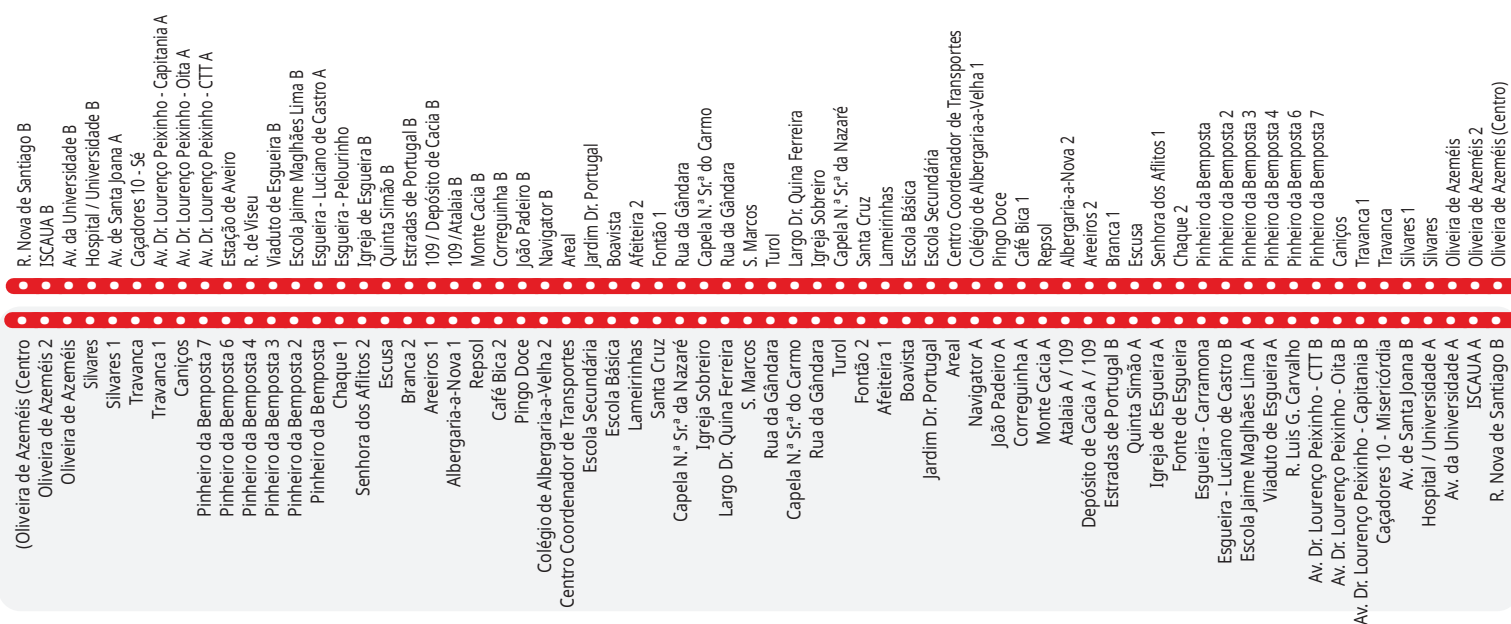 R. Nova de Santiago B
ISCAUA B
Av. da Universidade B
Hospital / Universidade B
Av. de Santa Joana A
Caçadores 10 - Sé
Av. Dr. Lourenço Peixinho - Capitania A
Av. Dr. Lourenço Peixinho - Oita A
Av. Dr. Lourenço Peixinho - CTT A
Estação de Aveiro
R. de Viseu
Viaduto de Esgueira B
Escola Jaime Maglhães Lima B
Esgueira - Luciano de Castro A
Esgueira - Pelourinho
Igreja de Esgueira B
Quinta Simão B
Estradas de Portugal B
109 / Depósito de Cacia B
109 / Atalaia B
Monte Cacia B
Correguinha B
João Padeiro B
Navigator B
Areal
Jardim Dr. Portugal
Boavista
Afeiteira 2
Fontão 1
Rua da Gândara
Capela N.ª Sr.ª do Carmo
Rua da Gândara
S. Marcos
Turol
Largo Dr. Quina Ferreira
Igreja Sobreiro
Capela N.ª Sr.ª da Nazaré
Santa Cruz
Lameirinhas
Escola Básica
Escola Secundária
Centro Coordenador de Transportes
Colégio de Albergaria-a-Velha 1
Pingo Doce
Café Bica 1
Repsol
Albergaria-a-Nova 2
Areeiros 2
Branca 1
Escusa
Senhora dos Aflitos 1
Chaque 2
Pinheiro da Bemposta
Pinheiro da Bemposta 2
Pinheiro da Bemposta 3
Pinheiro da Bemposta 4
Pinheiro da Bemposta 6
Pinheiro da Bemposta 7
Caniços
Travanca 1
Travanca
Silvares 1
Silvares
Oliveira de Azeméis
Oliveira de Azeméis 2
Oliveira de Azeméis (Centro)
(Oliveira de Azeméis (Centro
Oliveira de Azeméis 2
Oliveira de Azeméis
Silvares
Silvares 1
Travanca
Travanca 1
Caniços
Pinheiro da Bemposta 7
Pinheiro da Bemposta 6
Pinheiro da Bemposta 4
Pinheiro da Bemposta 3
Pinheiro da Bemposta 2
Pinheiro da Bemposta
Chaque 1
Senhora dos Aflitos 2
Escusa
Branca 2
Areeiros 1
Albergaria-a-Nova 1
Repsol
Café Bica 2
Pingo Doce
Colégio de Albergaria-a-Velha 2
Centro Coordenador de Transportes
Escola Secundária
Escola Básica
Lameirinhas
Santa Cruz
Capela N.ª Sr.ª da Nazaré
Igreja Sobreiro
Largo Dr. Quina Ferreira
S. Marcos
Rua da Gândara
Capela N.ª Sr.ª do Carmo
Rua da Gândara
Turol
Fontão 2
Afeiteira 1
Boavista
Jardim Dr. Portugal
Areal
Navigator A
João Padeiro A
Correguinha A
Monte Cacia A
Atalaia A / 109
Depósito de Cacia A / 109
Estradas de Portugal B
Quinta Simão A
Igreja de Esgueira A
Fonte de Esgueira
Esgueira - Carramona
Esgueira - Luciano de Castro B
Escola Jaime Maglhães Lima A
Viaduto de Esgueira A
R. Luis G. Carvalho
Av. Dr. Lourenço Peixinho - CTT B
Av. Dr. Lourenço Peixinho - Oita B
Av. Dr. Lourenço Peixinho - Capitania B
Caçadores 10 - Misericórdia
Av. de Santa Joana B
Hospital / Universidade A
Av. da Universidade A
ISCAUA A
R. Nova de Santiago B